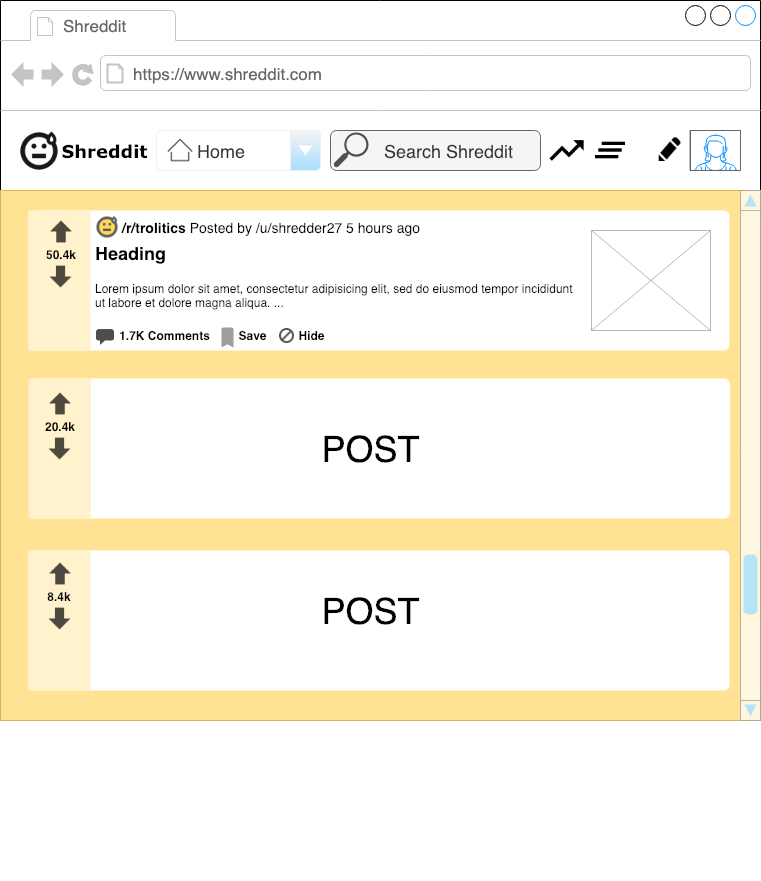 Shreddit
https://www.shreddit.com
Shreddit
Home
Search Shreddit
/r/trolitics Posted by /u/shredder27 5 hours ago
50.4k
Heading
Lorem ipsum dolor sit amet, consectetur adipisicing elit, sed do eiusmod tempor incididunt
ut labore et dolore magna aliqua. ...
1.7K Comments Save Hide
20.4k
POST
8.4k
POST